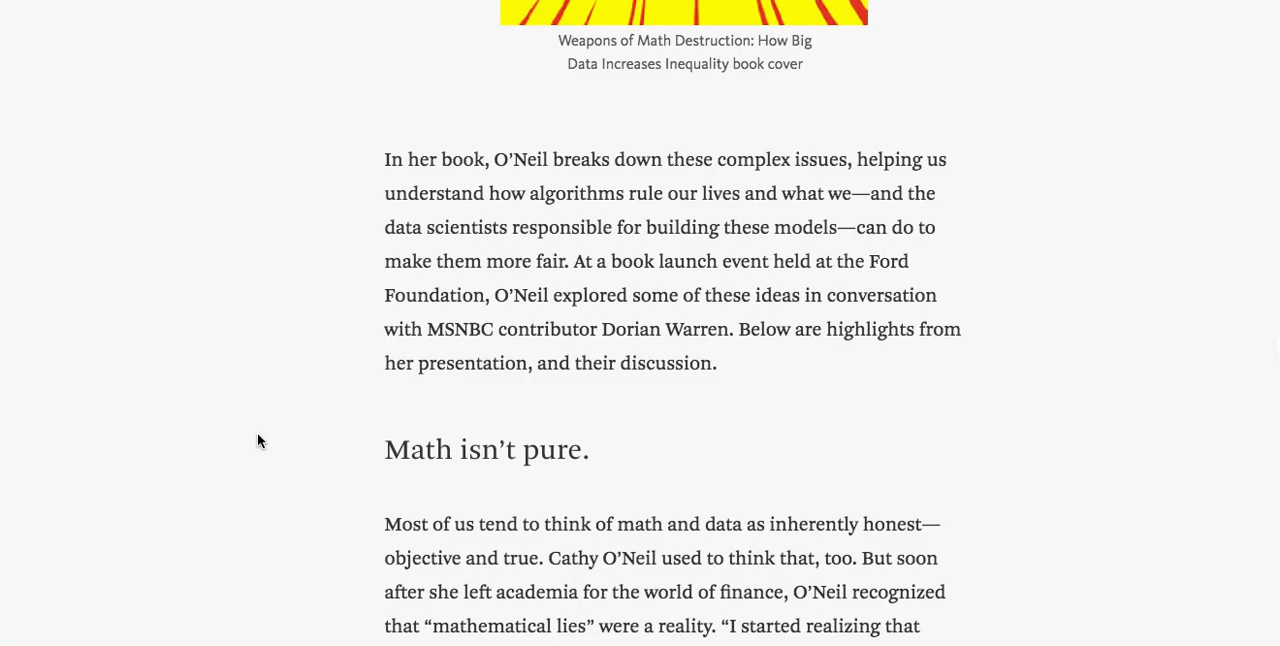 Weapons of Math Destruction: How Big
Data Increases Inequality book cover
In her book, O’Neil breaks down these complex issues, helping us
understand how algorithms rule our lives and what we—and the
data scientists responsible for building these models—can do to
make them more fair. At a book launch event held at the Ford
Foundation, O’Neil explored some of these ideas in conversation
with MSNBC contributor Dorian Warren. Below are highlights from
her presentation, and their discussion.
Math isn’t pure.
Most of us tend to think of math and data as inherently honest—
objective and true. Cathy O’Neil used to think that, too. But soon
after she left academia for the world of finance, O’Neil recognized
that “mathematical lies” were a reality. “I started realizing that